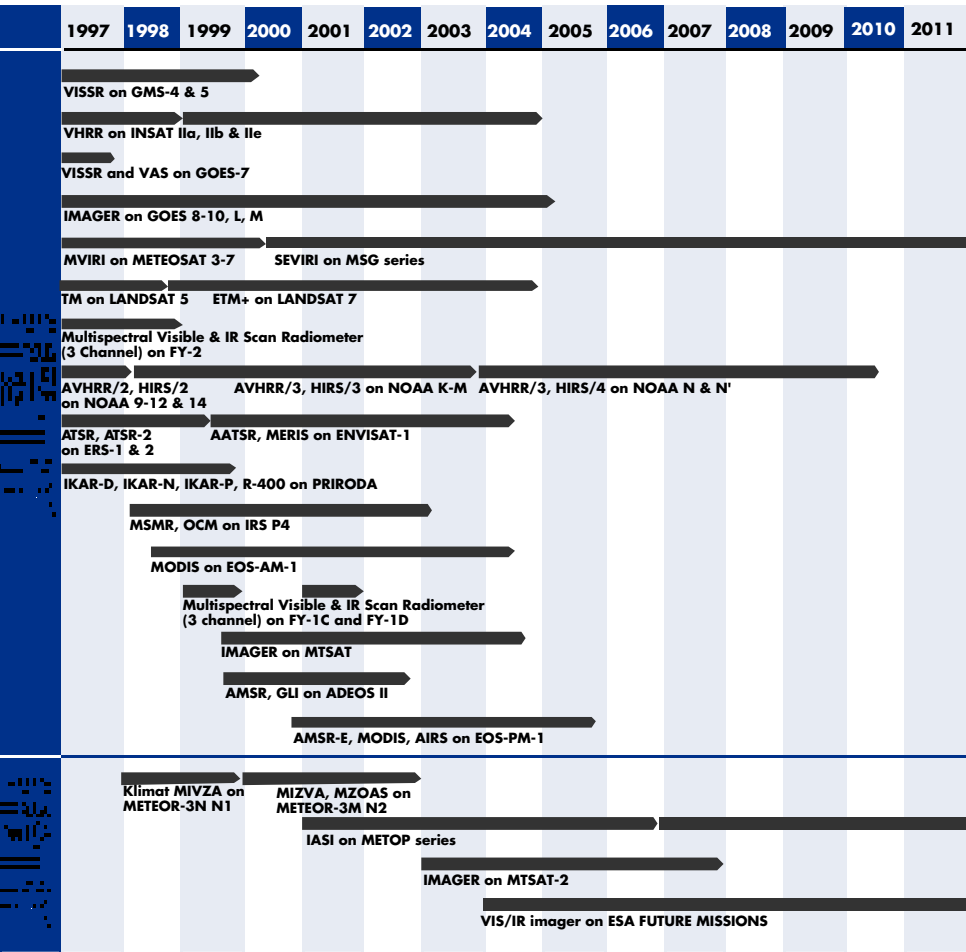 1997 1998 1999 2000 2001 2002 2003 2004 2005 2006 2007 2008 2009 2010 2011
VISSR on GMS-4 & 5
VHRR on INSAT IIa, IIb & IIe
VISSR and VAS on GOES-7
IMAGER on GOES 8-10, L, M
MVIRI on METEOSAT 3-7 SEVIRI on MSG series
TM on LANDSAT 5 ETM+ on LANDSAT 7
Multispectral Visible & IR Scan Radiometer
(3 Channel) on FY-2
AVHRR/2, HIRS/2 AVHRR/3, HIRS/3 on NOAA K-M AVHRR/3, HIRS/4 on NOAA N & N'
on NOAA 9-12 & 14
ATSR, ATSR-2 AATSR, MERIS on ENVISAT-1
on ERS-1 & 2
IKAR-D, IKAR-N, IKAR-P, R-400 on PRIRODA
MSMR, OCM on IRS P4
MODIS on EOS-AM-1
Multispectral Visible & IR Scan Radiometer
(3 channel) on FY-1C and FY-1D
IMAGER on MTSAT
AMSR, GLI on ADEOS II
AMSR-E, MODIS, AIRS on EOS-PM-1
Klimat MIVZA on MIZVA, MZOAS on
METEOR-3N N1 METEOR-3M N2
IASI on METOP series
IMAGER on MTSAT-2
VIS/IR imager on ESA FUTURE MISSIONS